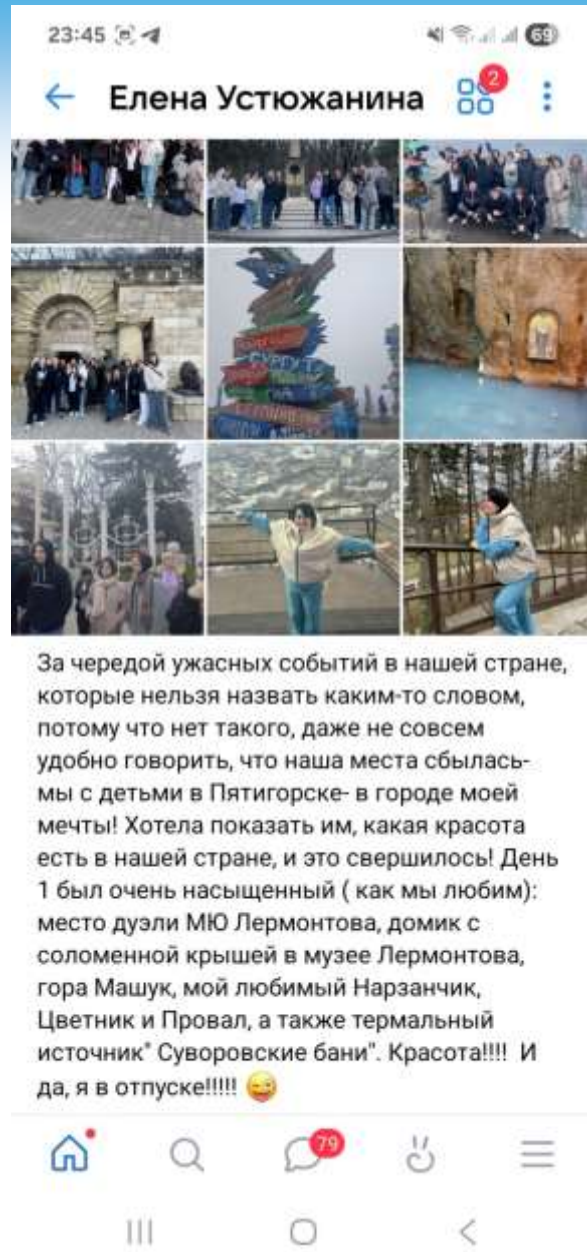 23:45
69
Елена Устюжанина
2
СУРГУТ
За чередой ужасных событий в нашей стране,
которые нельзя назвать каким-то словом,
потому что нет такого, даже не совсем
удобно говорить, что наша места сбылась-
мы с детьми в Пятигорске- в городе моей
мечты! Хотела показать им, какая красота
есть в нашей стране, и это свершилось! День
1 был очень насыщенный ( как мы любим):
место дуэли МЮ Лермонтова, домик с
соломенной крышей в музее Лермонтова,
гора Машук, мой любимый Нарзанчик,
Цветник и Провал, а также термальный
источник" Суворовские бани". Красота!!!! И
да, я в отпуске!!!!! 😜
79